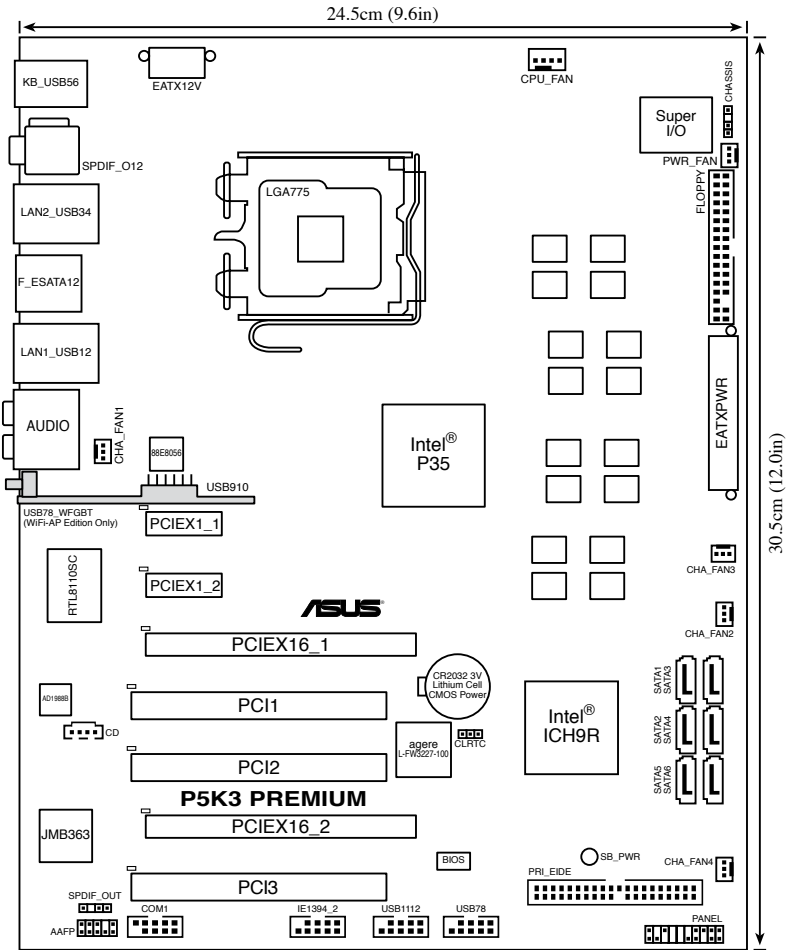 24.5cm (9.6in)
KB_USB56
EATX12V
CPU_FAN
CHASSIS
Super
I/O
PWR_FAN
SPDIF_O12
FLOPPY
LGA775
LAN2_USB34
F_ESATA12
LAN1_USB12
AUDIO
CHA_FAN1
88E8056
Intel®
P35
EATXPWR
30.5cm (12.0in)
USB910
USB78_WFGBT
(WiFi-AP Edition Only)
PCIEX1_1
RTL8110SC
PCIEX1_2
CHA_FAN3
ASUS
CHA_FAN2
PCIEX16_1
CR2032 3V
Lithium Cell
CMOS Power
SATA1
SATA3
AD1988B
PCI1
CD
agere
L-FW3227-100
CLRTC
Intel®
ICH9R
SATA2
SATA4
PCI2
SATA5
SATA6
P5K3 PREMIUM
JMB363
PCIEX16_2
BIOS
SB_PWR
CHA_FAN4
PRI_EIDE
PCI3
SPDIF_OUT
AAFP
COM1
IE1394_2
USB1112
USB78
PANEL